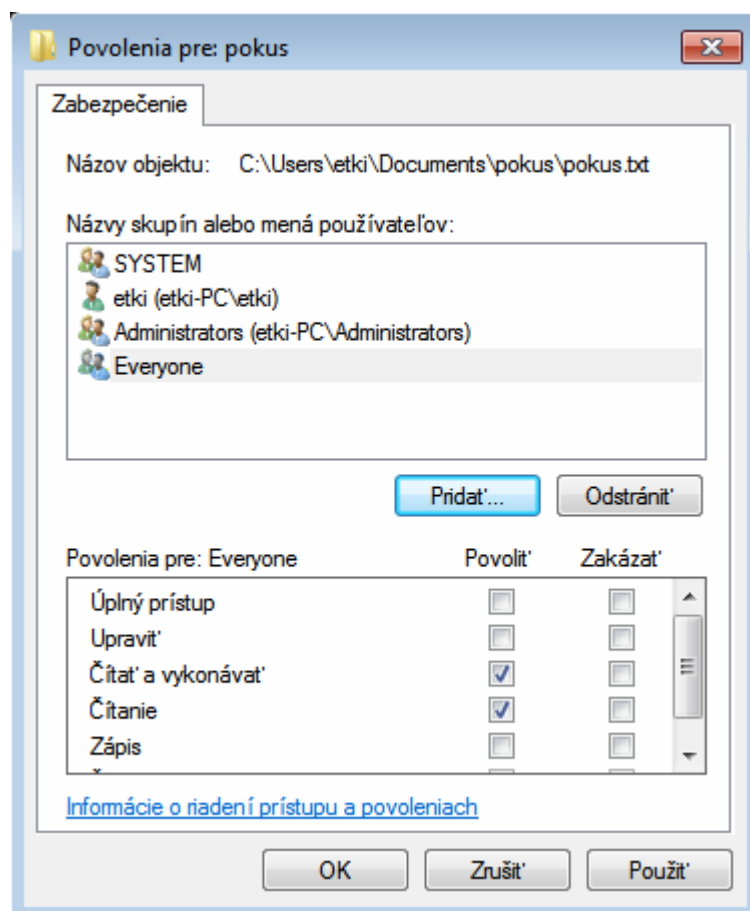 Povolenia pre: pokus
Zabezpečenie
Názov objektu: C:\Users\etki\Documents\pokus\pokus.txt
Názvy skupín alebo mená používateľov:
SYSTEM
etki (etki-PC\etki)
Administrators (etki-PC\Administrators)
Everyone
Pridať... Odstrániť
Povolenia pre: Everyone Povoliť Zakázať
Úplný prístup
Upraviť
Čítať a vykonávať
Čítanie
Zápis
Informácie o riadení prístupu a povoleniach
OK Zrušiť Použiť